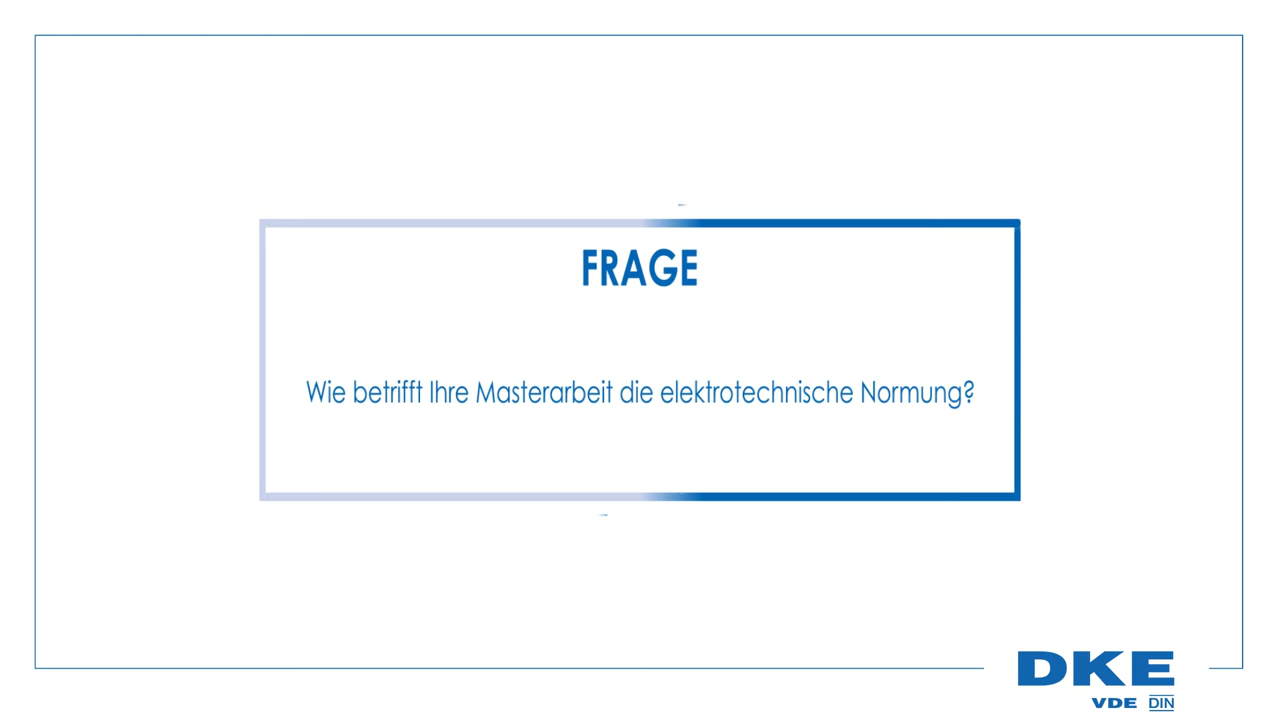 FRAGE
Wie betrifft Ihre Masterarbeit die elektrotechnische Normung?
DKE
VDE DIN